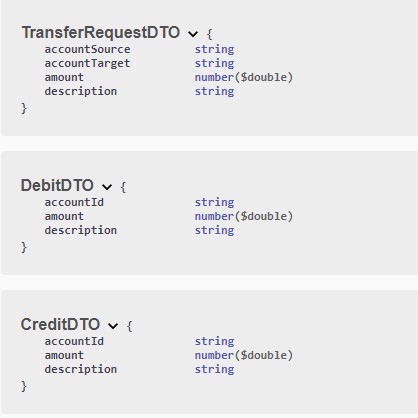 TransferRequestDTO {
accountSource string
accountTarget string
amount number($double)
description string
}
DebitDTO {
accountId string
amount number($double)
description string
}
CreditDTO {
accountId string
amount number($double)
description string
}